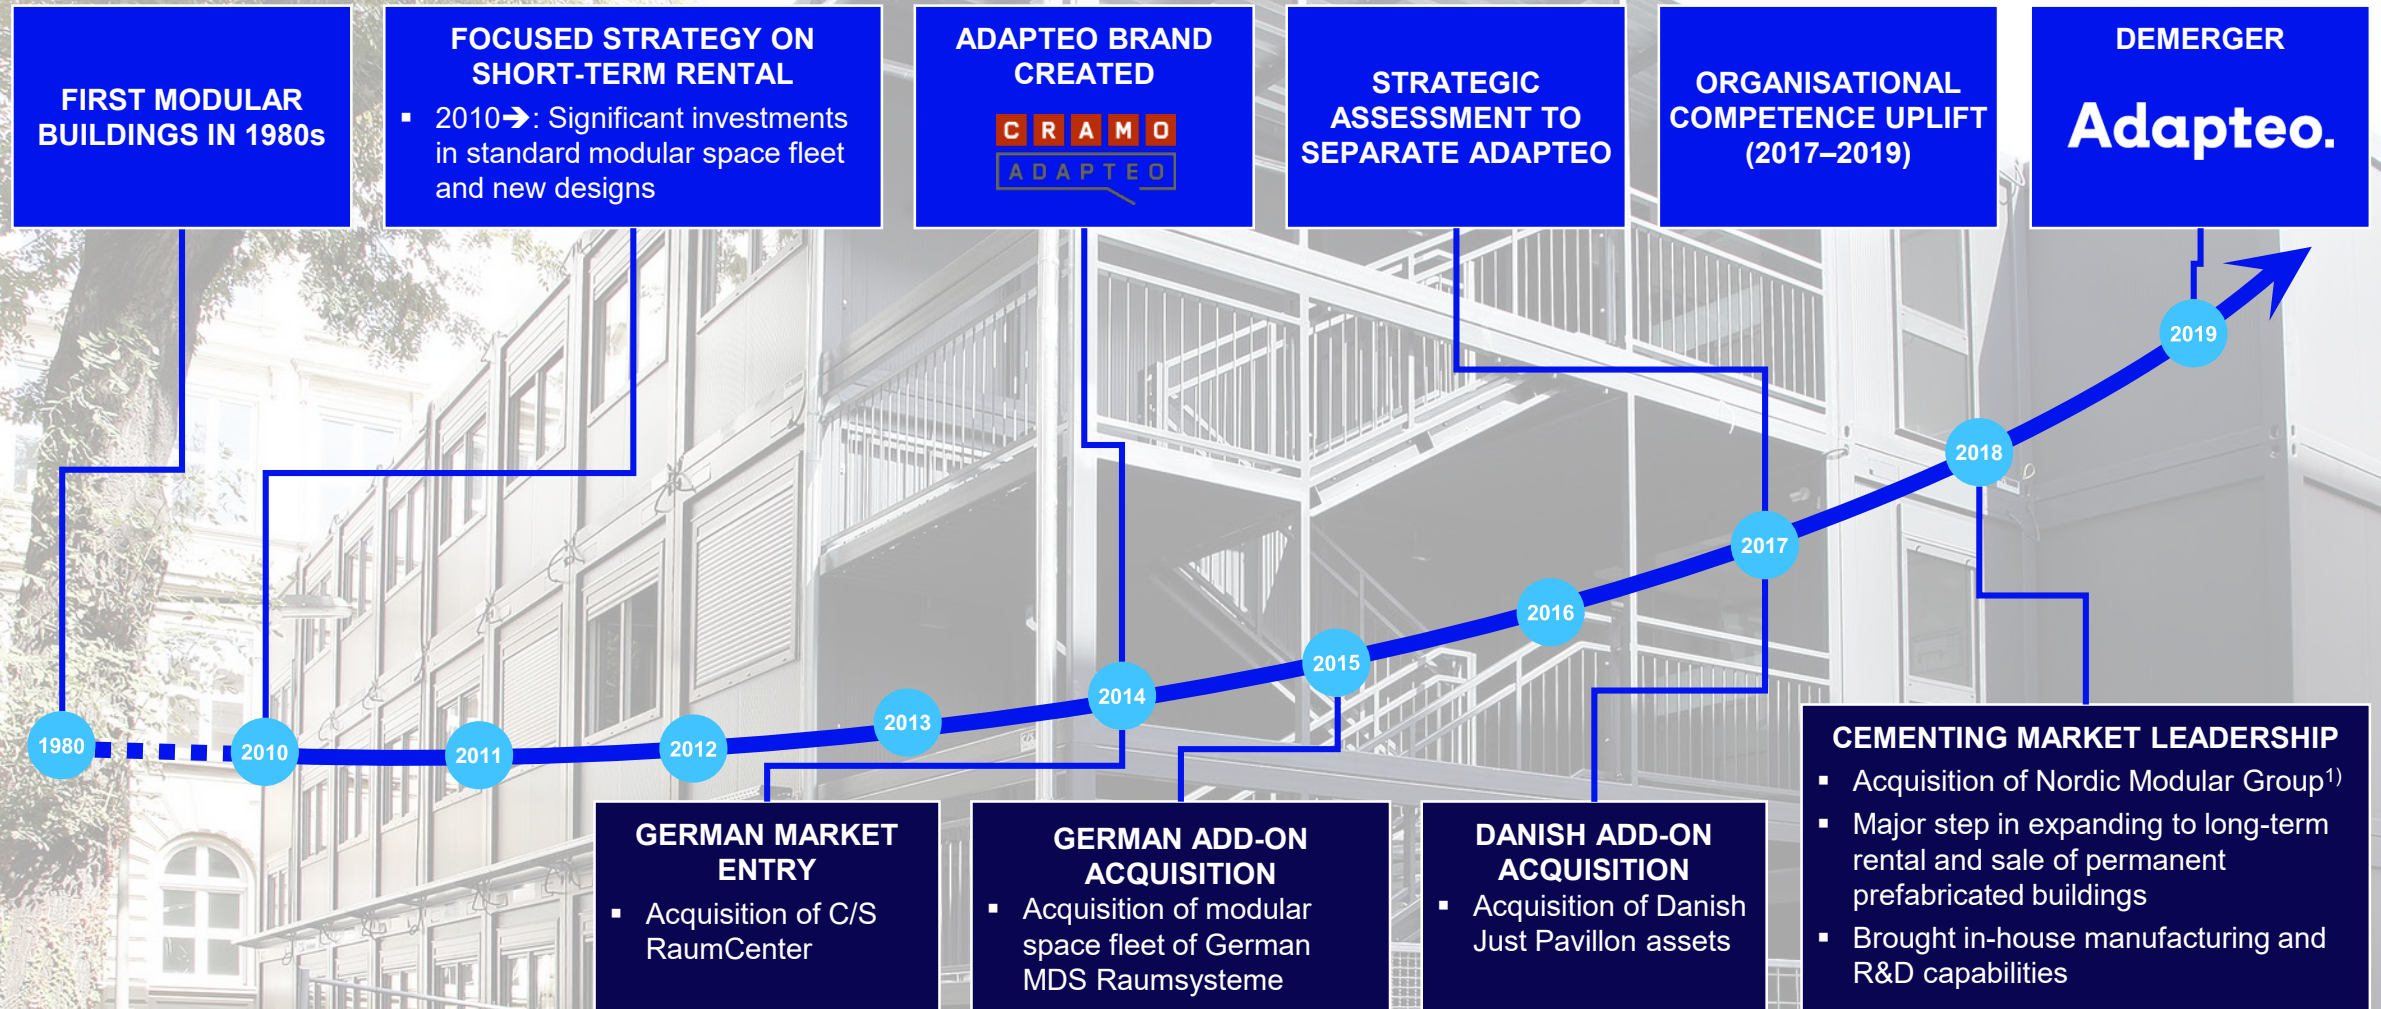 FIRST MODULAR
BUILDINGS IN 1980s
FOCUSED STRATEGY ON
SHORT-TERM RENTAL
▪ 2010➔: Significant investments
in standard modular space fleet
and new designs
ADAPTEO BRAND
CREATED
CRAMO
ADAPTEO
STRATEGIC
ASSESSMENT TO
SEPARATE ADAPTEO
ORGANISATIONAL
COMPETENCE UPLIFT
(2017–2019)
DEMERGER
Adapteo.
1980
2010
2011
2012
2013
2014
2015
2016
2017
2018
2019
GERMAN MARKET
ENTRY
▪ Acquisition of C/S
RaumCenter
GERMAN ADD-ON
ACQUISITION
▪ Acquisition of modular
space fleet of German
MDS Raumsysteme
DANISH ADD-ON
ACQUISITION
▪ Acquisition of Danish
Just Pavillon assets
CEMENTING MARKET LEADERSHIP
▪ Acquisition of Nordic Modular Group1)
▪ Major step in expanding to long-term
rental and sale of permanent
prefabricated buildings
▪ Brought in-house manufacturing and
R&D capabilities